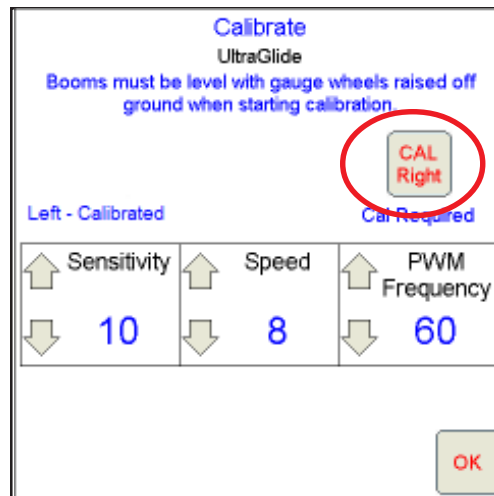 Calibrate
UltraGlide
Booms must be level with gauge wheels raised off
ground when starting calibration.
CAL
Right
Left - Calibrated
Cal Required
Sensitivity
Speed
PWM
Frequency
10
8
60
OK